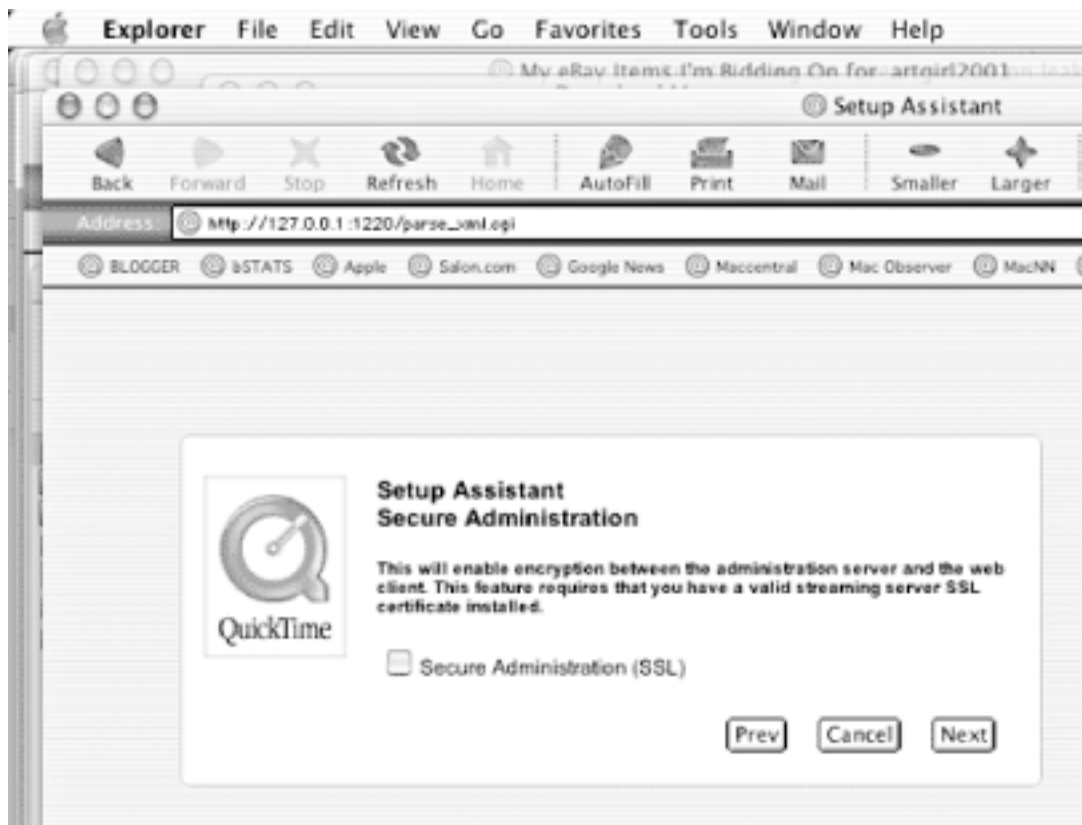 Explorer File Edit View Go Favorites Tools Window Help
My eBay Items I'm Bidding On for artgirl2001
Setup Assistant
Back Forward Stop Refresh Home AutoFill Print Mail Smaller Larger
Address: http://127.0.0.1:1220/parse_xml.cgi
BLOGGER bSTATS Apple Salon.com Google News Maccentral Mac Observer MacNN
Setup Assistant
Secure Administration
This will enable encryption between the administration server and the web
client. This feature requires that you have a valid streaming server SSL
certificate installed.
QuickTime
Secure Administration (SSL)
Prev Cancel Next